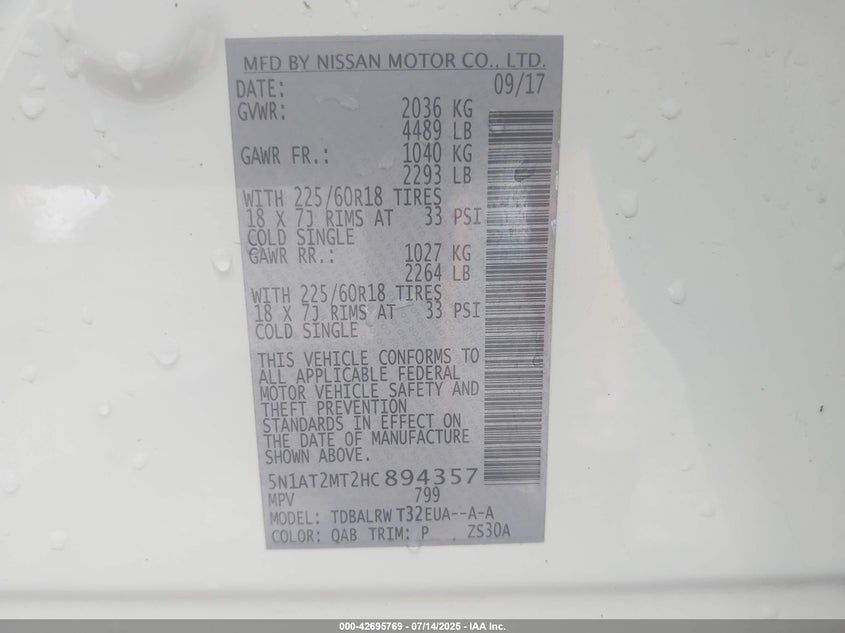 MFD BY NISSAN MOTOR CO., LTD.
DATE: 09/17
GVWR: 2036 KG
4489 LB
GAWR FR.: 1040 KG
2293 LB
WITH 225/60R18 TIRES
18 X 7J RIMS AT 33 PSI
COLD SINGLE
GAWR RR.: 1027 KG
2264 LB
WITH 225/60R18 TIRES
18 X 7J RIMS AT 33 PSI
COLD SINGLE
THIS VEHICLE CONFORMS TO
ALL APPLICABLE FEDERAL
MOTOR VEHICLE SAFETY AND
THEFT PREVENTION
STANDARDS IN EFFECT ON
THE DATE OF MANUFACTURE
SHOWN ABOVE.
5N1AT2MT2HC894357
MPV 799
MODEL: TDBALRW T32EUA--A-A
COLOR: QAB TRIM: P ZS30A
000-42695769 - 07/14/2025 - IAA Inc.